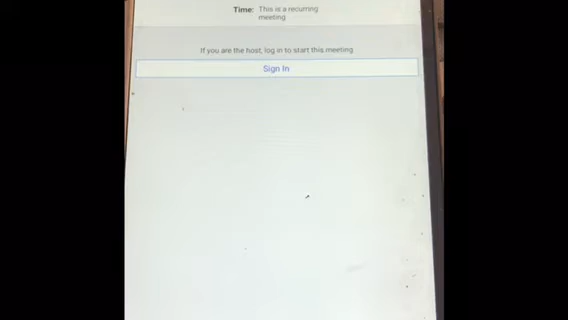 Time: This is a recurring
meeting
If you are the host, log in to start this meeting
Sign In